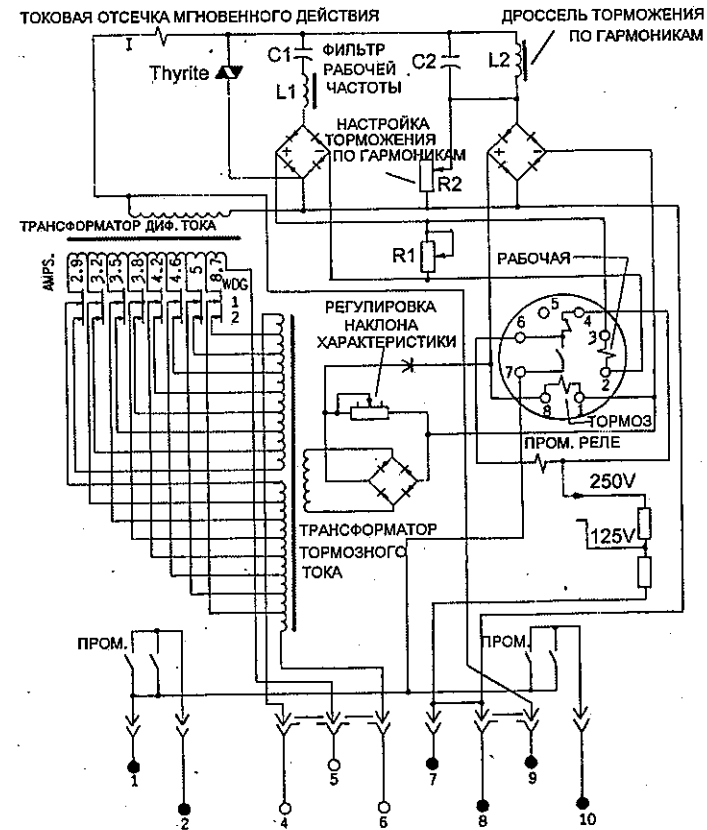 ТОКОВАЯ ОТСЕЧКА МГНОВЕННОГО ДЕЙСТВИЯ
ДРОССЕЛЬ ТОРМОЖЕНИЯ
ПО ГАРМОНИКАМ
I
Thyrite
C1
ФИЛЬТР
РАБОЧЕЙ
ЧАСТОТЫ
L1
C2
L2
НАСТРОЙКА
ТОРМОЖЕНИЯ
ПО ГАРМОНИКАМ
R2
+
-
+
-
ТРАНСФОРМАТОР ДИФ. ТОКА
R1
РАБОЧАЯ
AMPS.
2.9
3.2
3.5
3.8
4.2
4.6
5
8.7
WDG
1
2
РЕГУЛИРОВКА
НАКЛОНА
ХАРАКТЕРИСТИКИ
5
6
4
3
7
2
8
1
ТОРМОЗ
ПРОМ. РЕЛЕ
250V
125V
ТРАНСФОРМАТОР
ТОРМОЗНОГО
ТОКА
ПРОМ.
ПРОМ.
1
2
4
5
6
7
8
9
10